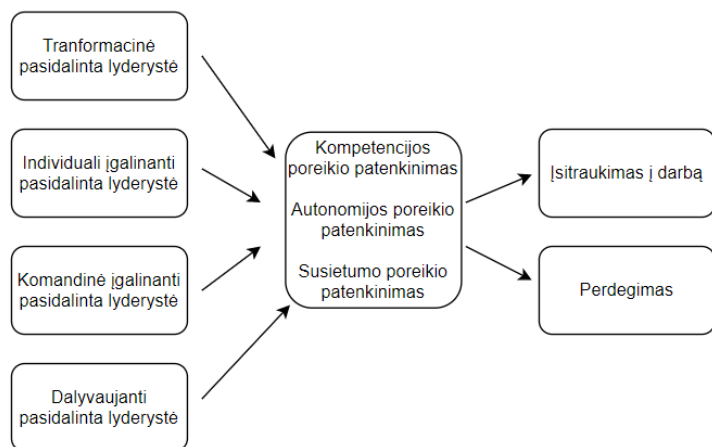 Tranformacinė
pasidalinta lyderystė
Individuali įgalinanti
pasidalinta lyderystė
Komandinė įgalinanti
pasidalinta lyderystė
Dalyvaujanti
pasidalinta lyderystė
Kompetencijos
poreikio patenkinimas
Autonomijos poreikio
patenkinimas
Susietumo poreikio
patenkinimas
Įsitraukimas į darbą
Perdegimas